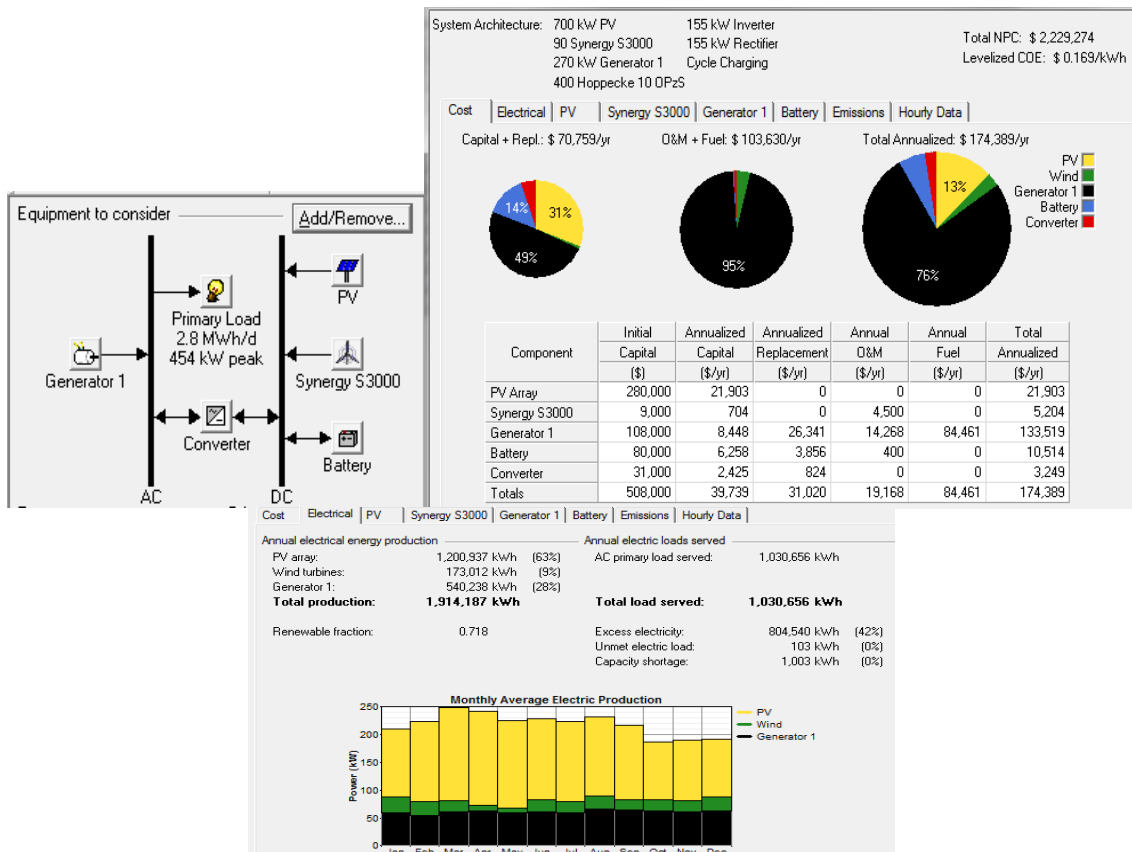 Equipment to consider
Add/Remove...
Primary Load
2.8 MWh/d
454 kW peak
PV
Generator 1
Synergy S3000
Converter
Battery
AC DC
System Architecture: 700 kW PV 155 kW Inverter
90 Synergy S3000 155 kW Rectifier
270 kW Generator 1 Cycle Charging
400 Hoppecke 10 OPzS
Total NPC: $ 2,229,274
Levelized COE: $ 0.169/kWh
Cost Electrical PV Synergy S3000 Generator 1 Battery Emissions Hourly Data
Capital + Repl.: $ 70,759/yr O&M + Fuel: $ 103,630/yr Total Annualized: $ 174,389/yr
PV
Wind
Generator 1
Battery
Converter
14% 31%
49%
95%
13%
76%
Component Initial Capital ($) Annualized Capital ($/yr) Annualized Replacement ($/yr) Annual O&M ($/yr) Annual Fuel ($/yr) Total Annualized ($/yr)
PV Array 280,000 21,903 0 0 0 21,903
Synergy S3000 9,000 704 0 4,500 0 5,204
Generator 1 108,000 8,448 26,341 14,268 84,461 133,519
Battery 80,000 6,258 3,856 400 0 10,514
Converter 31,000 2,425 824 0 0 3,249
Totals 508,000 39,739 31,020 19,168 84,461 174,389
Cost Electrical PV Synergy S3000 Generator 1 Battery Emissions Hourly Data
Annual electrical energy production
PV array: 1,200,937 kWh (63%)
Wind turbines: 173,012 kWh (9%)
Generator 1: 540,238 kWh (28%)
Total production: 1,914,187 kWh
Renewable fraction: 0.718
Annual electric loads served
AC primary load served: 1,030,656 kWh
Total load served: 1,030,656 kWh
Excess electricity: 804,540 kWh (42%)
Unmet electric load: 103 kWh (0%)
Capacity shortage: 1,003 kWh (0%)
Monthly Average Electric Production
Power (kW)
250
200
150
100
50
0
PV
Wind
Generator 1
Jan Feb Mar Apr May Jun Jul Aug Sep Oct Nov Dec